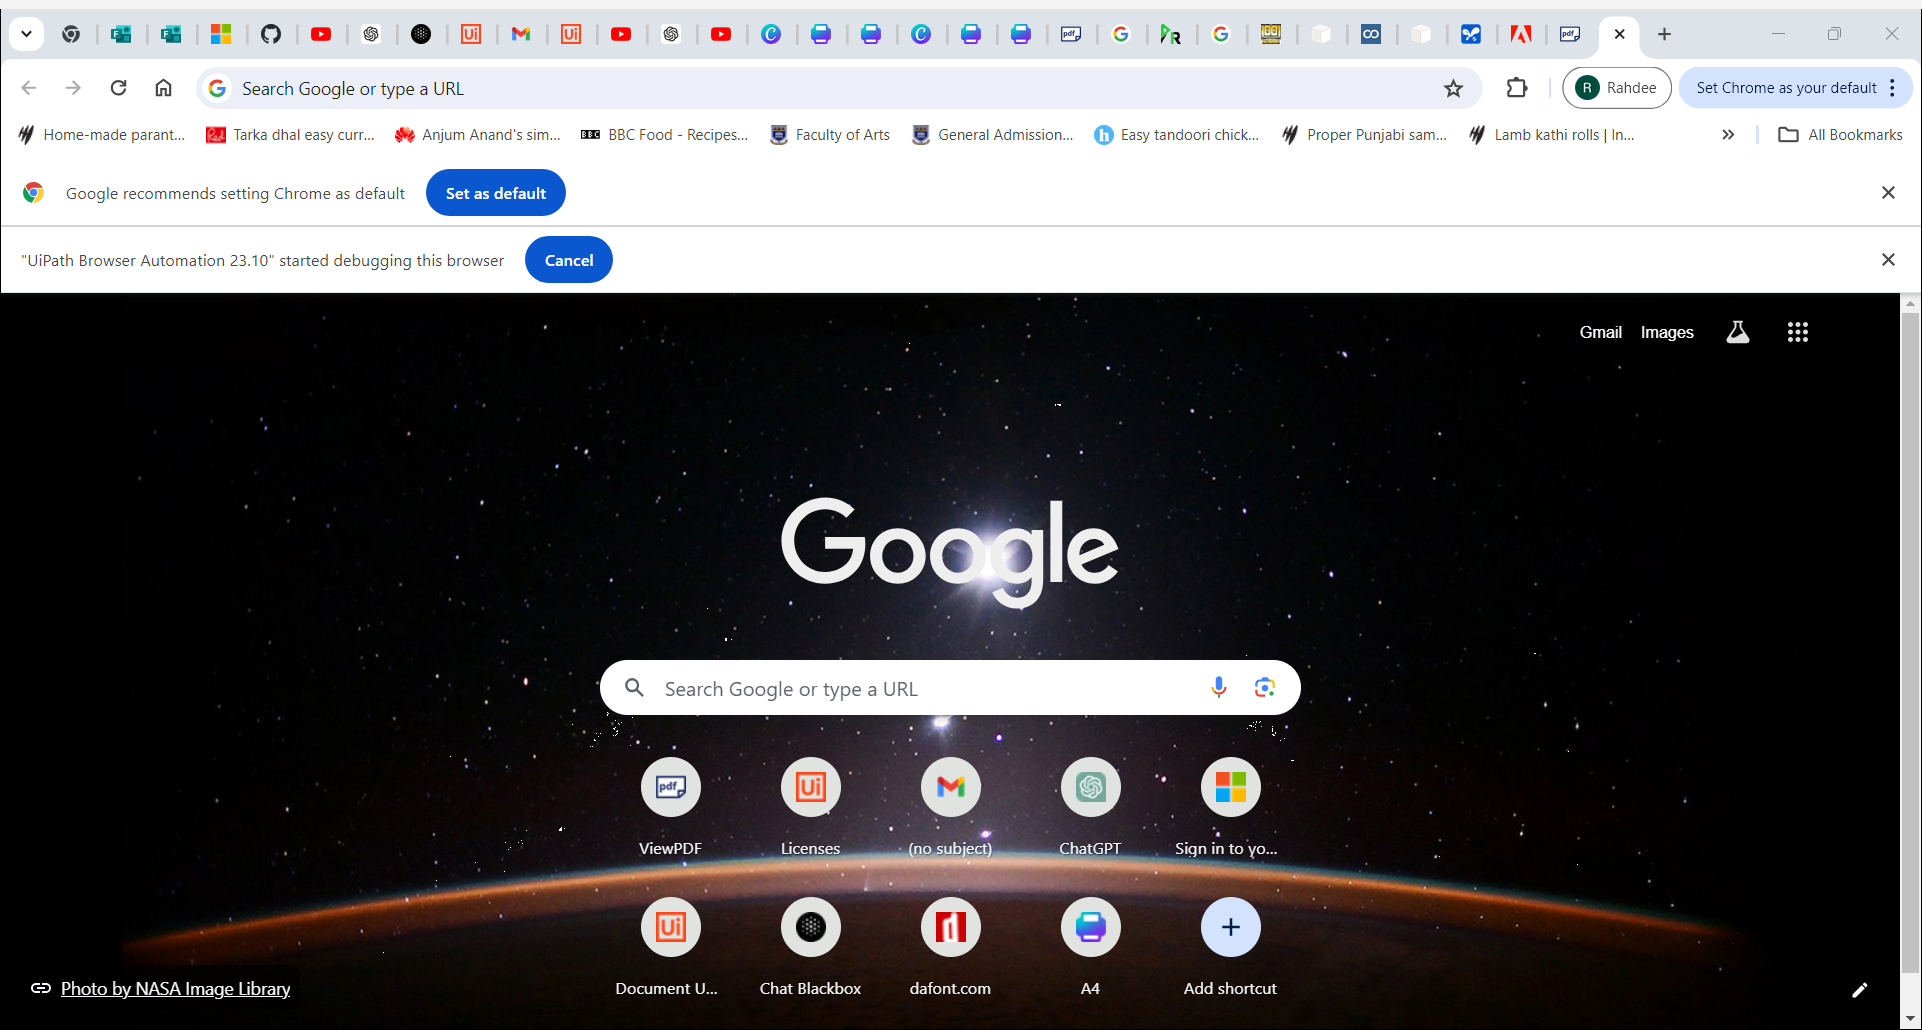 Search Google or type a URL
R Rahdee
Set Chrome as your default
Home-made parant...
Tarka dhal easy curr...
Anjum Anand's sim...
BBC BBC Food - Recipes...
Faculty of Arts
General Admission...
h Easy tandoori chick...
Proper Punjabi sam...
Lamb kathi rolls | In...
All Bookmarks
Google recommends setting Chrome as default
Set as default
"UiPath Browser Automation 23.10" started debugging this browser
Cancel
Gmail Images
Google
Search Google or type a URL
pdf
Ui
ViewPDF
Licenses
(no subject)
ChatGPT
Sign in to yo...
Ui
Document U...
Chat Blackbox
dafont.com
A4
Add shortcut
Photo by NASA Image Library